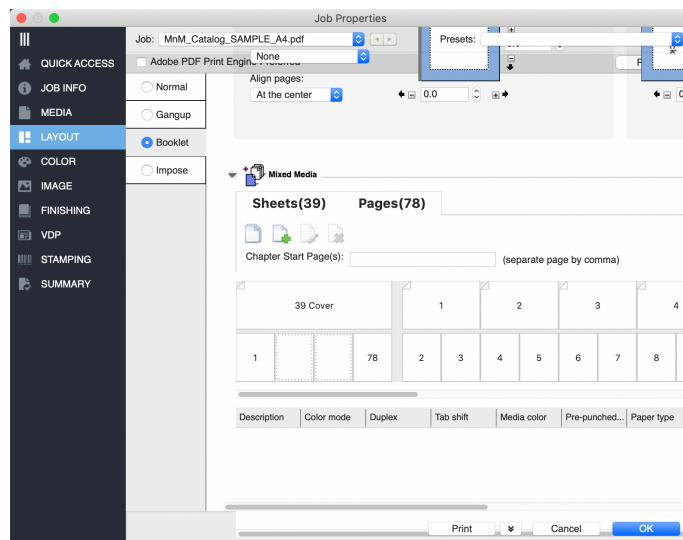 Job Properties
Job: MnM_Catalog_SAMPLE_A4.pdf
Presets:
None
QUICK ACCESS
JOB INFO
MEDIA
LAYOUT
COLOR
IMAGE
FINISHING
VDP
STAMPING
SUMMARY
Adobe PDF Print Engine Preferred
Normal
Gangup
Booklet
Impose
Align pages:
At the center
0.0
Mixed Media
Sheets(39) Pages(78)
Chapter Start Page(s): (separate page by comma)
39 Cover 1 2 3 4
1 78 2 3 4 5 6 7 8
Description Color mode Duplex Tab shift Media color Pre-punched... Paper type
Print Cancel OK